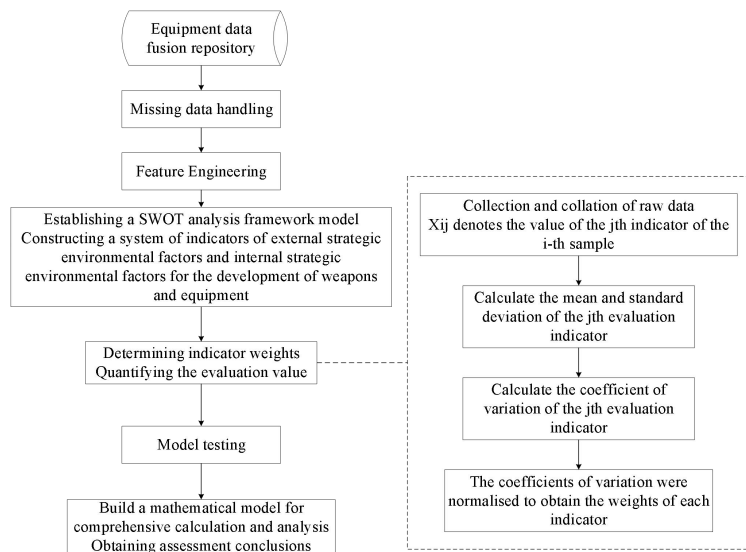 Equipment data
fusion repository
Missing data handling
Feature Engineering
Establishing a SWOT analysis framework model
Constructing a system of indicators of external strategic
environmental factors and internal strategic
environmental factors for the development of weapons
and equipment
Determining indicator weights
Quantifying the evaluation value
Model testing
Build a mathematical model for
comprehensive calculation and analysis
Obtaining assessment conclusions
Collection and collation of raw data
Xij denotes the value of the jth indicator of the
i-th sample
Calculate the mean and standard
deviation of the jth evaluation
indicator
Calculate the coefficient of
variation of the jth evaluation
indicator
The coefficients of variation were
normalised to obtain the weights of each
indicator